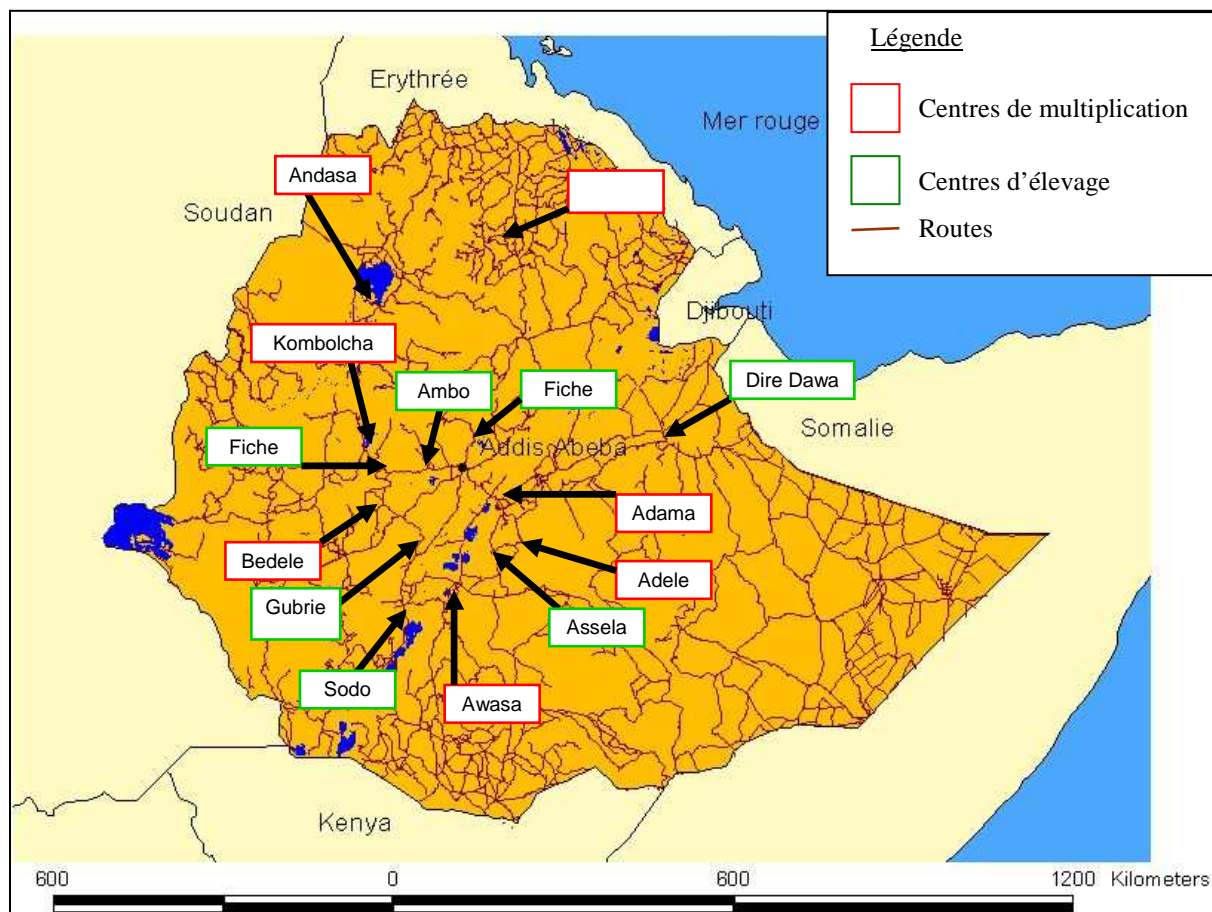 Légende
Erythrée
Centres de multiplication
Mer rouge
Andasa
Centres d'élevage
Soudan
Routes
Djibouti
Kombolcha
Ambo
Fiche
Dire Dawa
Somalie
Fiche
Addis Abeba
Adama
Bedele
Adele
Gubrie
Assela
Sodo
Awasa
Kenya
600 0 600 1200 Kilometers